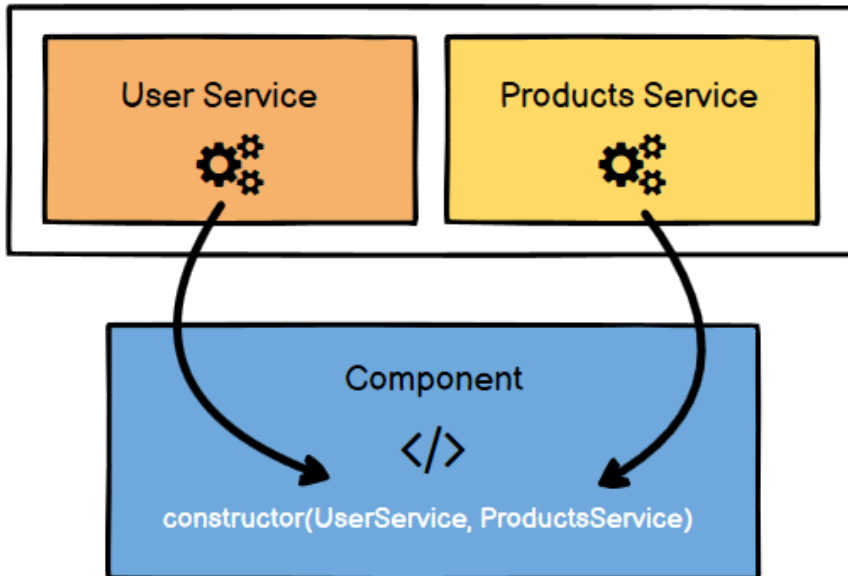 User Service
Products Service
Component
</>
constructor(UserService, ProductsService)